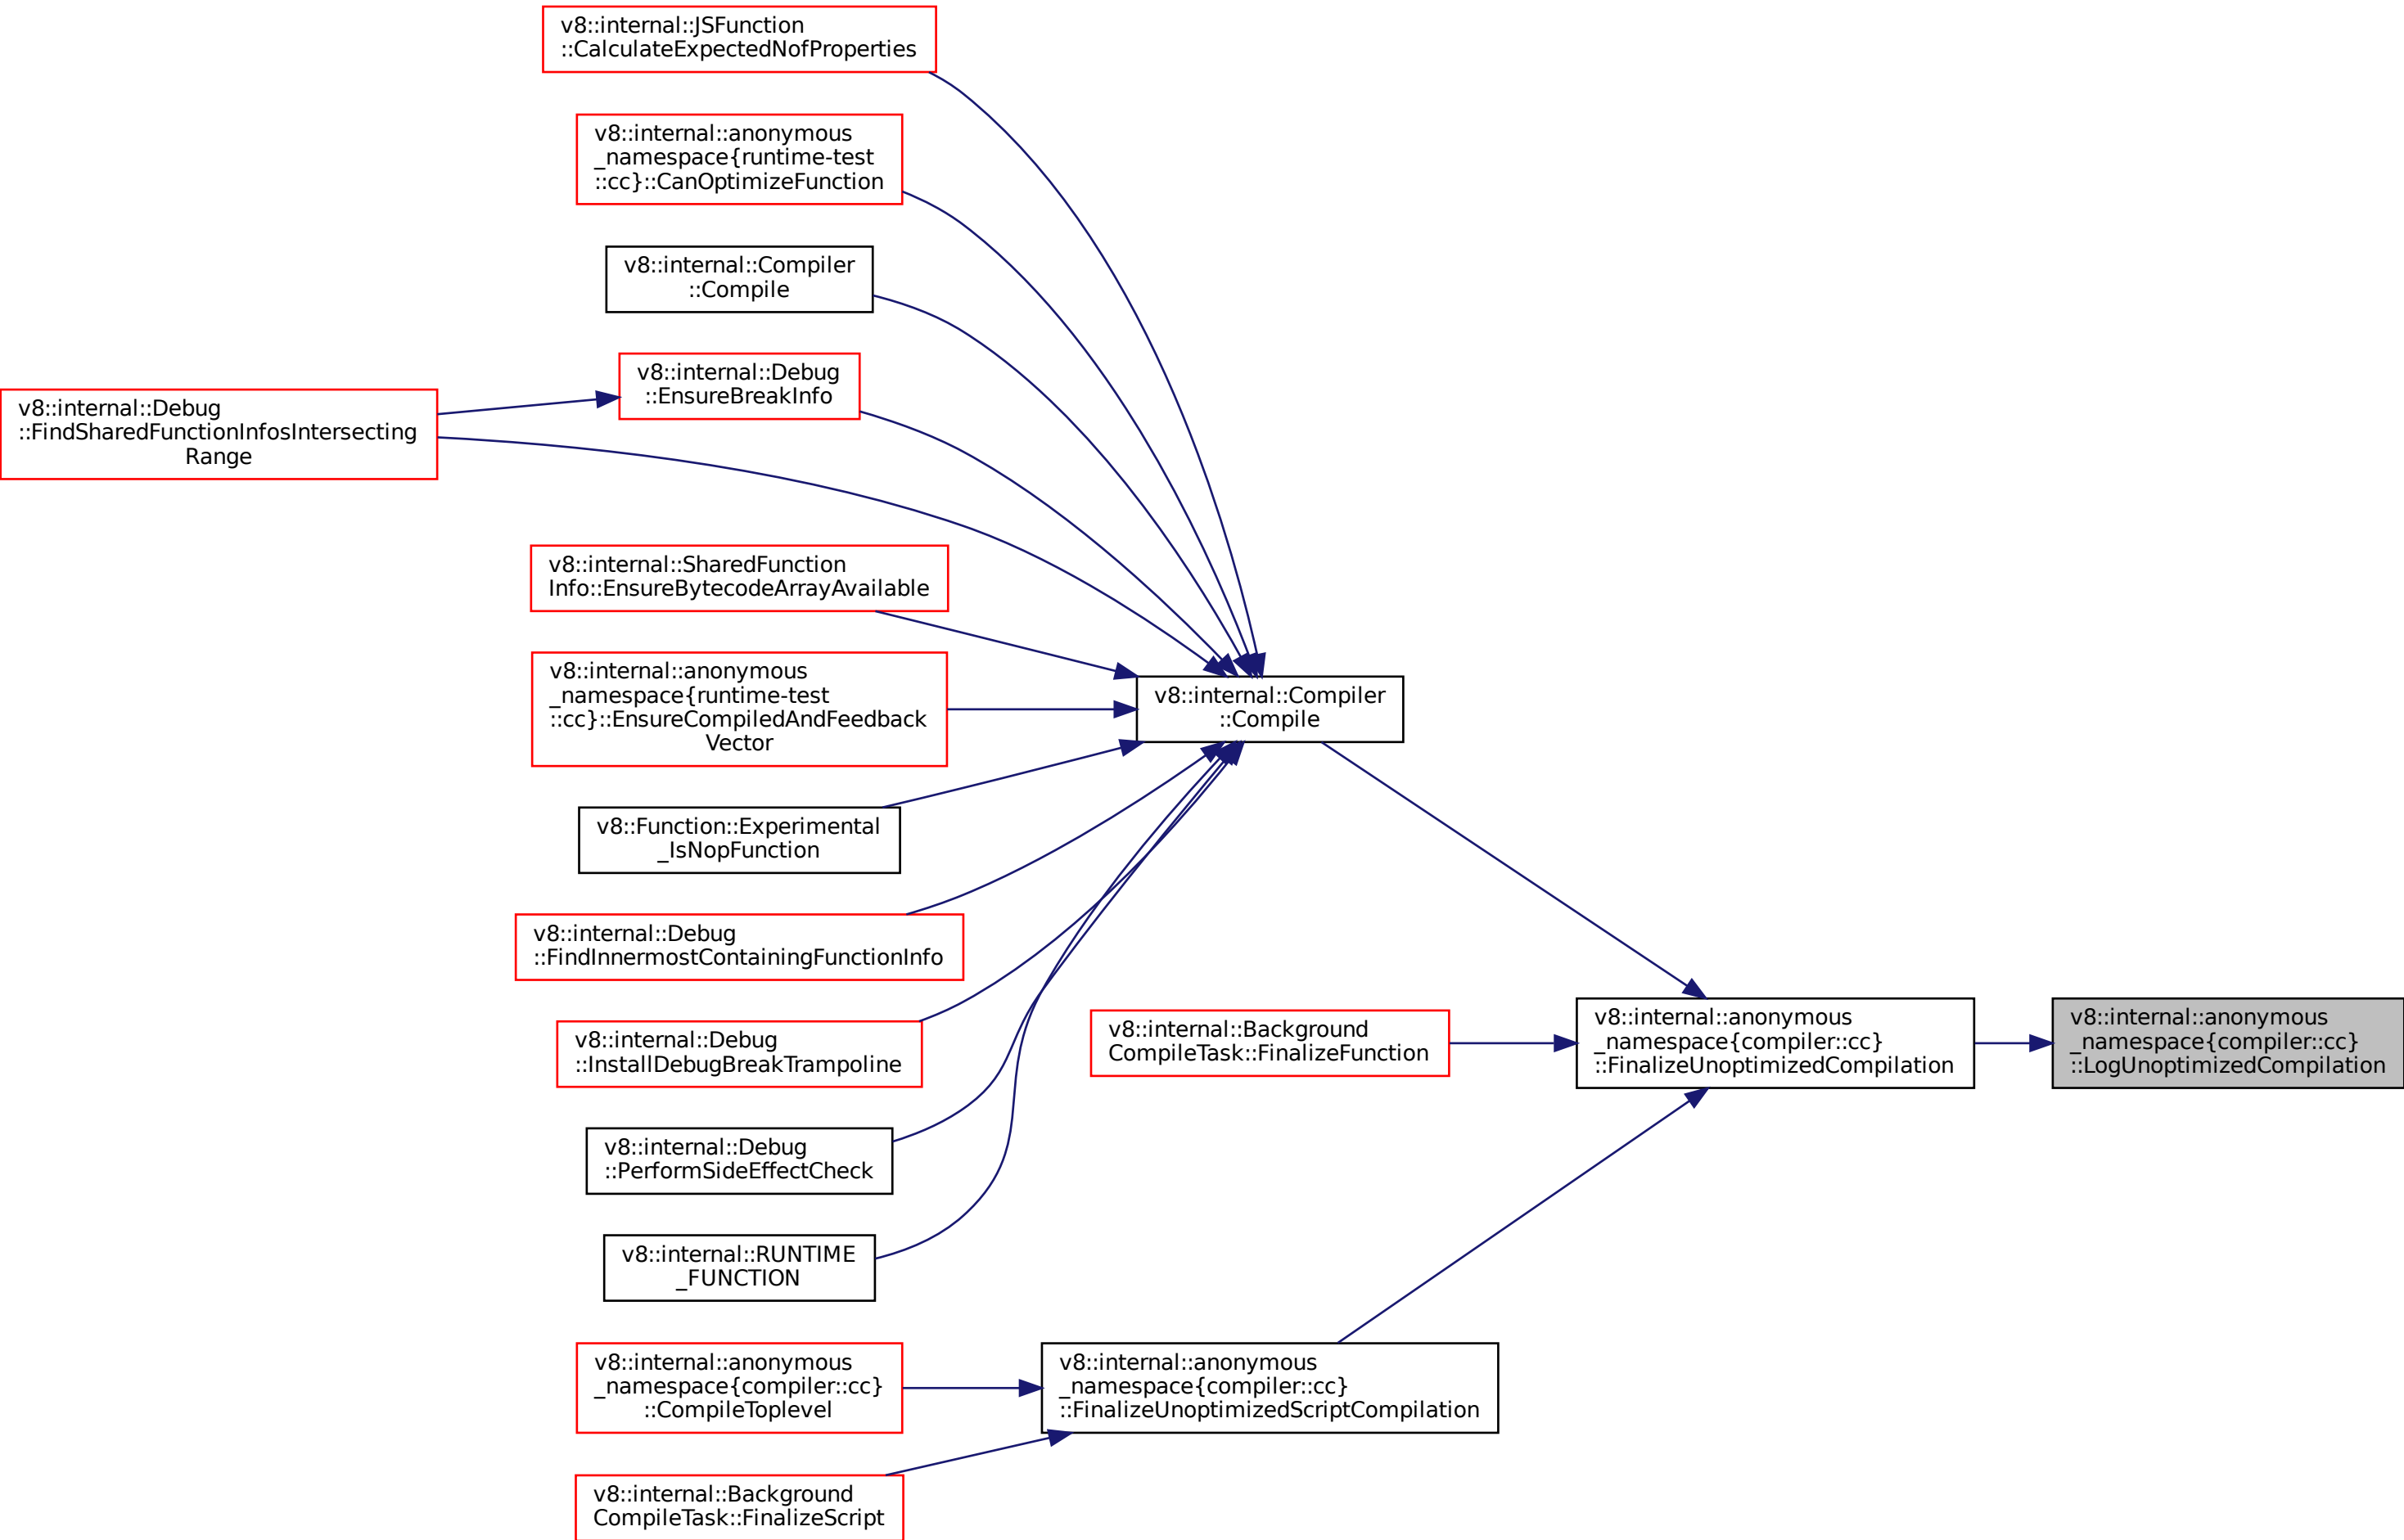 v8::internal::JSFunction
::CalculateExpectedNofProperties
v8::internal::anonymous
_namespace{runtime-test
::cc}::CanOptimizeFunction
v8::internal::Compiler
::Compile
v8::internal::Debug
::EnsureBreakInfo
v8::internal::Debug
::FindSharedFunctionInfosIntersecting
Range
v8::internal::SharedFunction
Info::EnsureBytecodeArrayAvailable
v8::internal::anonymous
_namespace{runtime-test
::cc}::EnsureCompiledAndFeedback
Vector
v8::internal::Compiler
::Compile
v8::Function::Experimental
_IsNopFunction
v8::internal::Debug
::FindInnermostContainingFunctionInfo
v8::internal::Debug
::InstallDebugBreakTrampoline
v8::internal::Background
CompileTask::FinalizeFunction
v8::internal::anonymous
_namespace{compiler::cc}
::FinalizeUnoptimizedCompilation
v8::internal::anonymous
_namespace{compiler::cc}
::LogUnoptimizedCompilation
v8::internal::Debug
::PerformSideEffectCheck
v8::internal::RUNTIME
_FUNCTION
v8::internal::anonymous
_namespace{compiler::cc}
::CompileToplevel
v8::internal::anonymous
_namespace{compiler::cc}
::FinalizeUnoptimizedScriptCompilation
v8::internal::Background
CompileTask::FinalizeScript